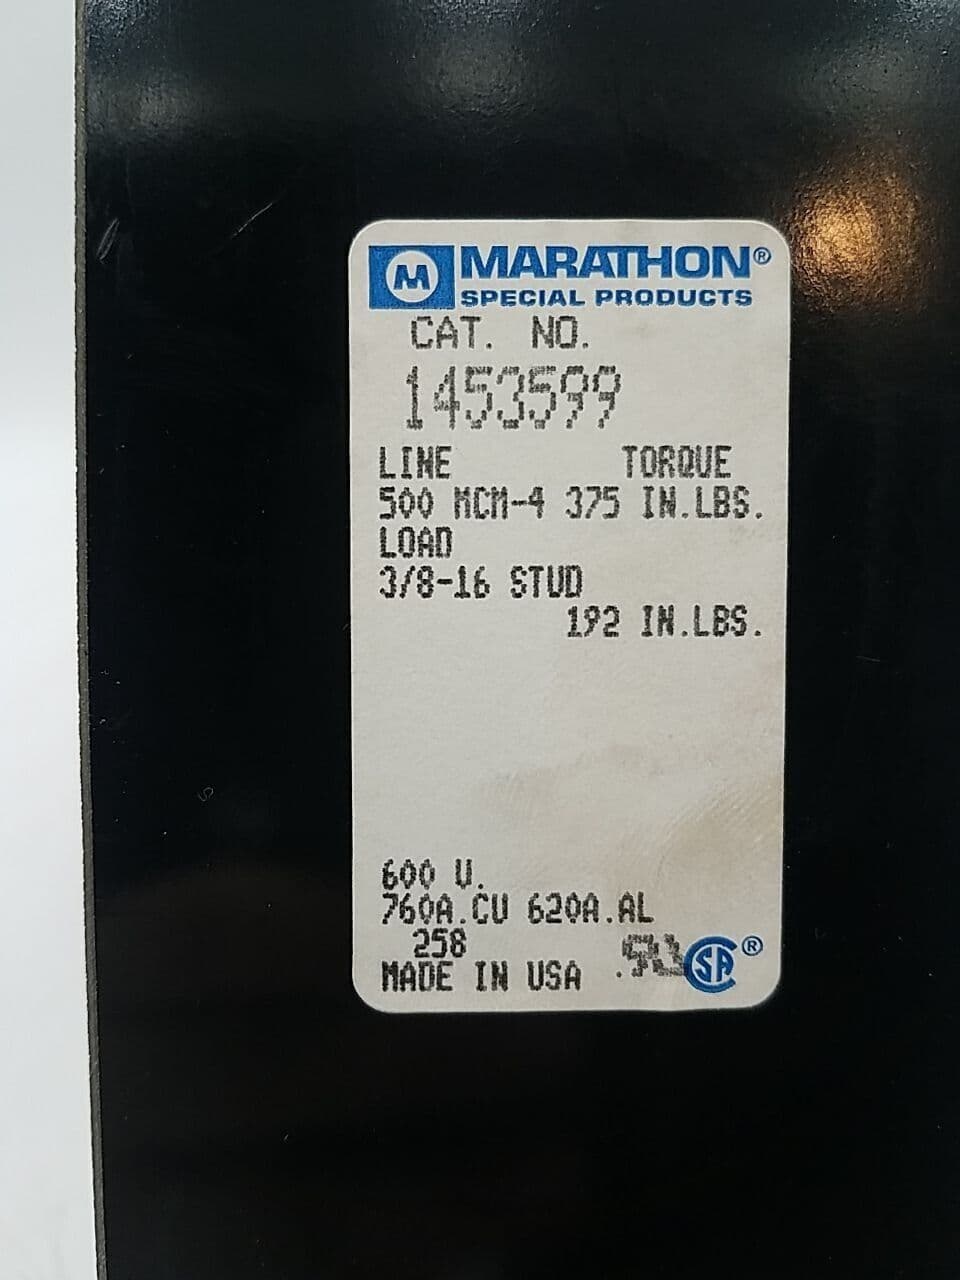 M MARATHON®
SPECIAL PRODUCTS
CAT. NO.
1453599
LINE TORQUE
500 MCM-4 375 IN.LBS.
LOAD
3/8-16 STUD
192 IN.LBS.
600 V.
760A.CU 620A.AL
258
MADE IN USA SA ®